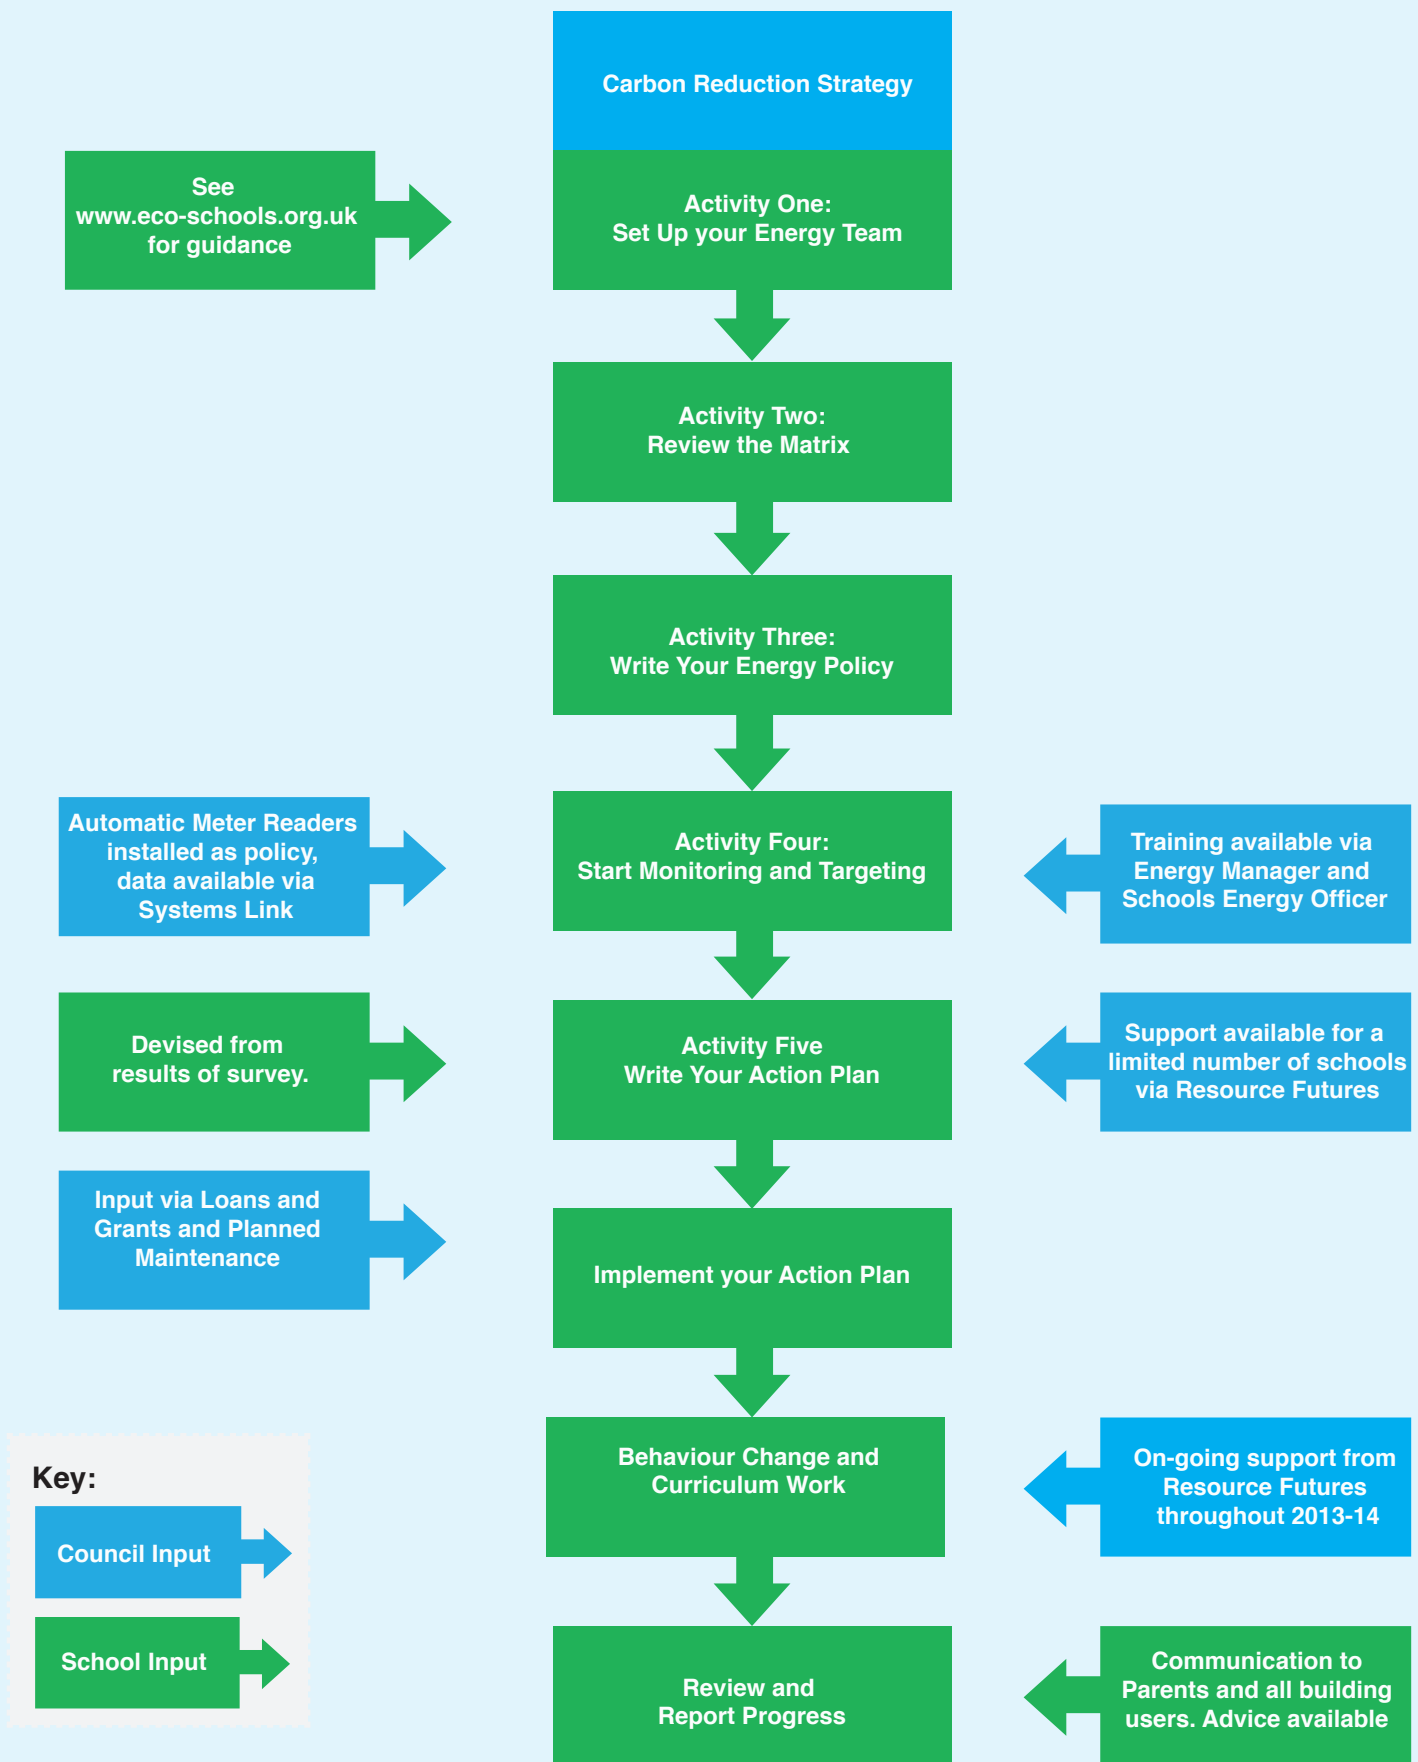 Carbon Reduction Strategy
See
www.eco-schools.org.uk
for guidance
Activity One:
Set Up your Energy Team
Activity Two:
Review the Matrix
Activity Three:
Write Your Energy Policy
Automatic Meter Readers
installed as policy,
data available via
Systems Link
Activity Four:
Start Monitoring and Targeting
Training available via
Energy Manager and
Schools Energy Officer
Devised from
results of survey.
Activity Five
Write Your Action Plan
Support available for a
limited number of schools
via Resource Futures
Input via Loans and
Grants and Planned
Maintenance
Implement your Action Plan
Behaviour Change and
Curriculum Work
On-going support from
Resource Futures
throughout 2013-14
Key:
Council Input
School Input
Review and
Report Progress
Communication to
Parents and all building
users. Advice available